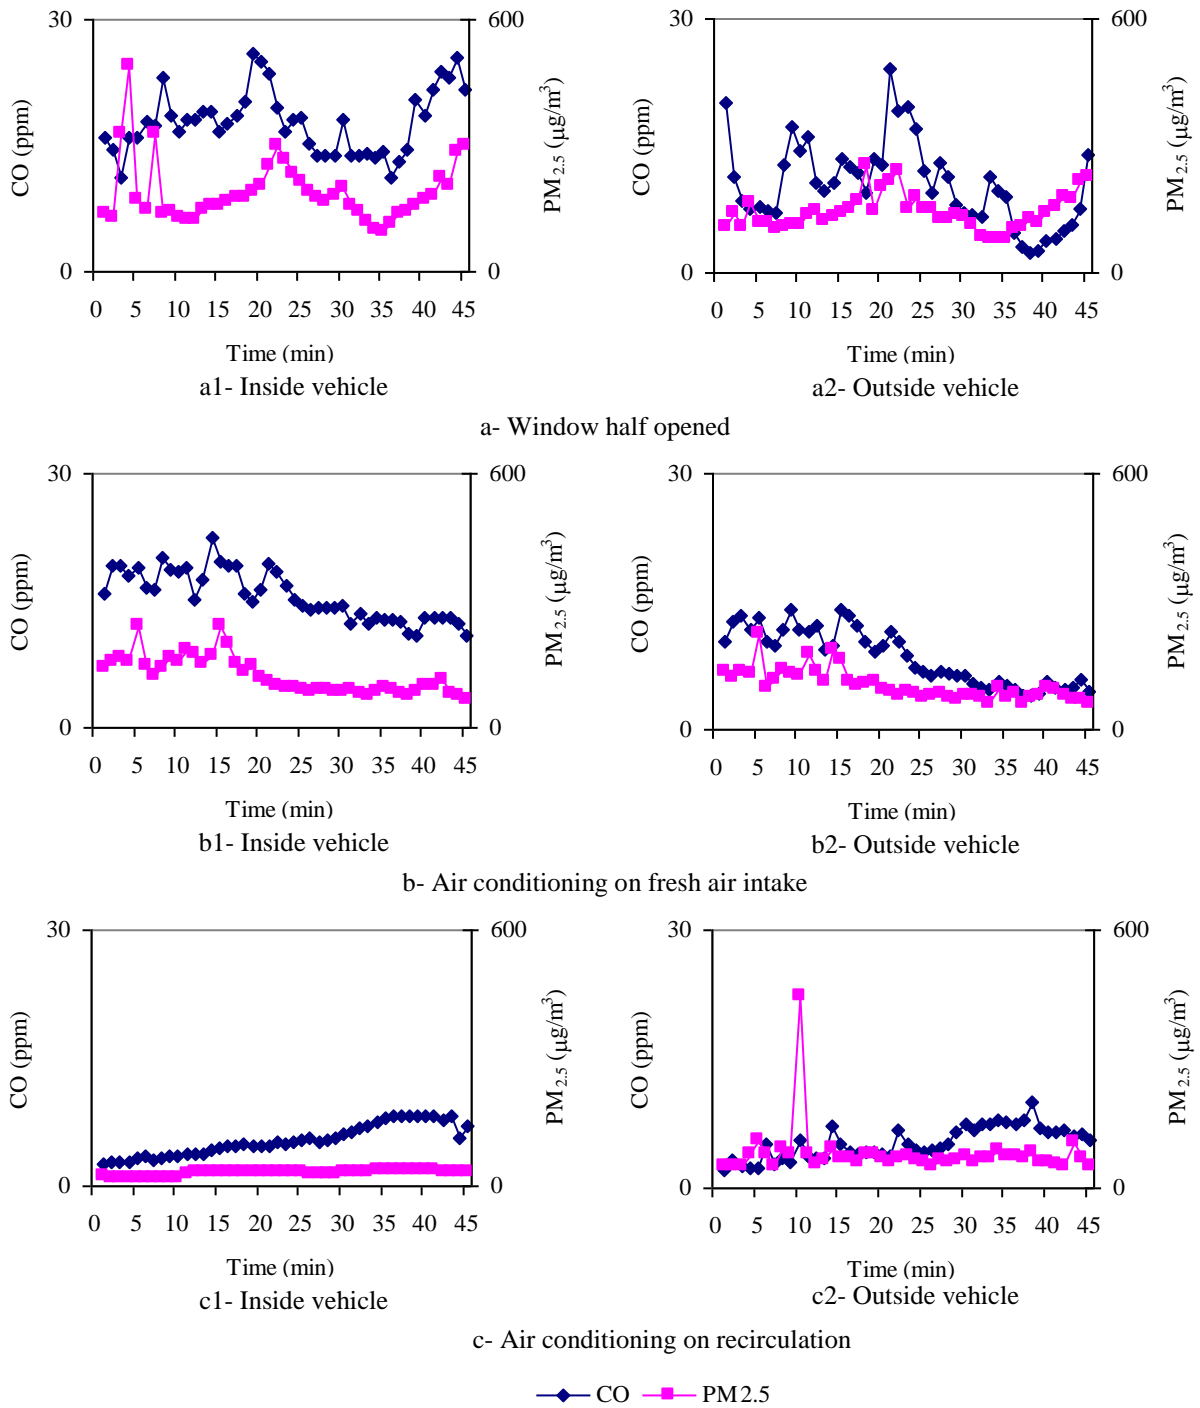 30 600 30 600
CO (ppm) PM2.5 (μg/m3) CO (ppm) PM2.5 (μg/m3)
0 0 0 0
0 5 10 15 20 25 30 35 40 45 0 5 10 15 20 25 30 35 40 45
Time (min) Time (min)
a1- Inside vehicle a2- Outside vehicle
a- Window half opened
30 600 30 600
CO (ppm) PM2.5 (μg/m3) CO (ppm) PM2.5 (μg/m3)
0 0 0 0
0 5 10 15 20 25 30 35 40 45 0 5 10 15 20 25 30 35 40 45
Time (min) Time (min)
b1- Inside vehicle b2- Outside vehicle
b- Air conditioning on fresh air intake
30 600 30 600
CO (ppm) PM2.5 (μg/m3) CO (ppm) PM2.5 (μg/m3)
0 0 0 0
0 5 10 15 20 25 30 35 40 45 0 5 10 15 20 25 30 35 40 45
Time (min) Time (min)
c1- Inside vehicle c2- Outside vehicle
c- Air conditioning on recirculation
CO PM2.5